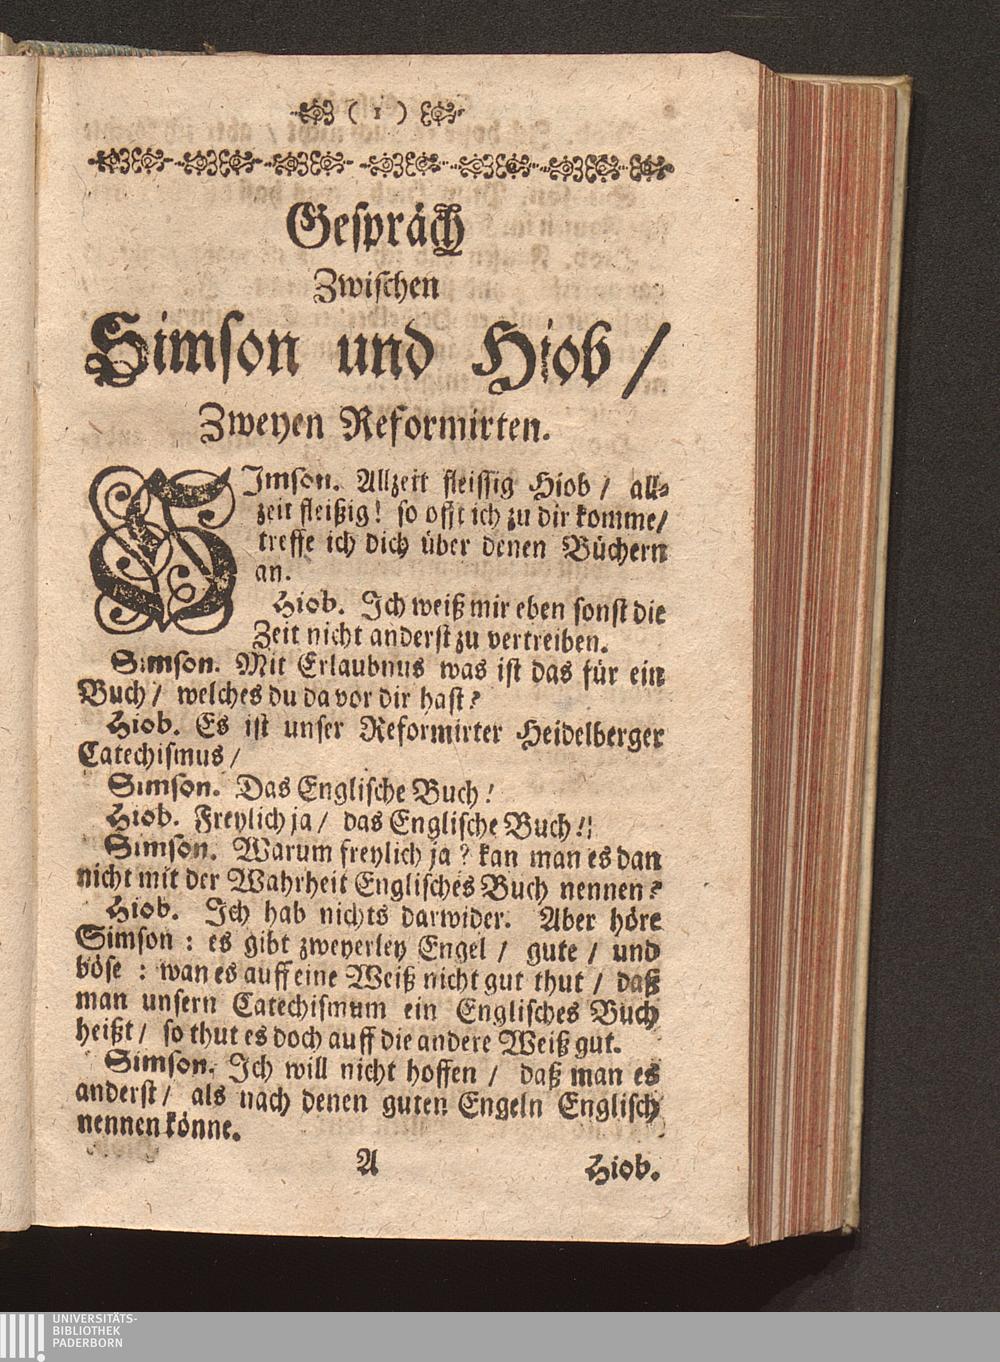 ( 1 )
Gespräch
Zwischen
Simson und Hiob /
Zweyen Reformirten.
SImson. Allzeit fleissig Hiob / all-
zeit fleißig! so offt ich zu dir komme/
treffe ich dich über denen Büchern
an.
Hiob. Ich weiß mir eben sonst die
Zeit nicht anderst zu vertreiben.
Simson. Mit Erlaubnus was ist das für ein
Buch / welches du da vor dir hast?
Hiob. Es ist unser Reformirter Heidelberger
Catechismus /
Simson. Das Englische Buch!
Hiob. Freylich ja / das Englische Buch!!
Simson. Warum freylich ja? kan man es dan
nicht mit der Wahrheit Englisches Buch nennen?
Hiob. Ich hab nichts darwider. Aber höre
Simson : es gibt zweyerley Engel / gute / und
böse : wan es auff eine Weiß nicht gut thut / daß
man unsern Catechismum ein Englisches Buch
heißt / so thut es doch auff die andere Weiß gut.
Simson. Ich will nicht hoffen / daß man es
anderst / als nach denen guten Engeln Englisch
nennen könne.
A Hiob.
UNIVERSITÄTS-
BIBLIOTHEK
PADERBORN